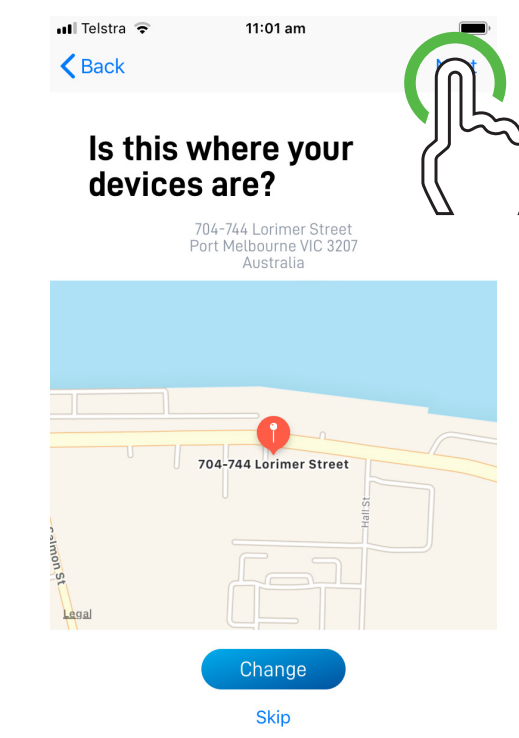 Telstra 11:01 am
Back
Is this where your
devices are?
704-744 Lorimer Street
Port Melbourne VIC 3207
Australia
704-744 Lorimer Street
Hall St
Legal
Change
Skip